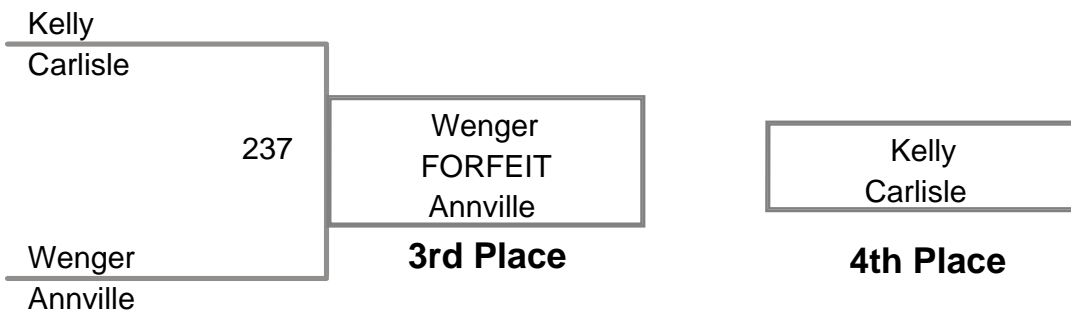 Kelly
Carlisle
237
Wenger
FORFEIT
Annville
3rd Place
Kelly
Carlisle
4th Place
Wenger
Annville